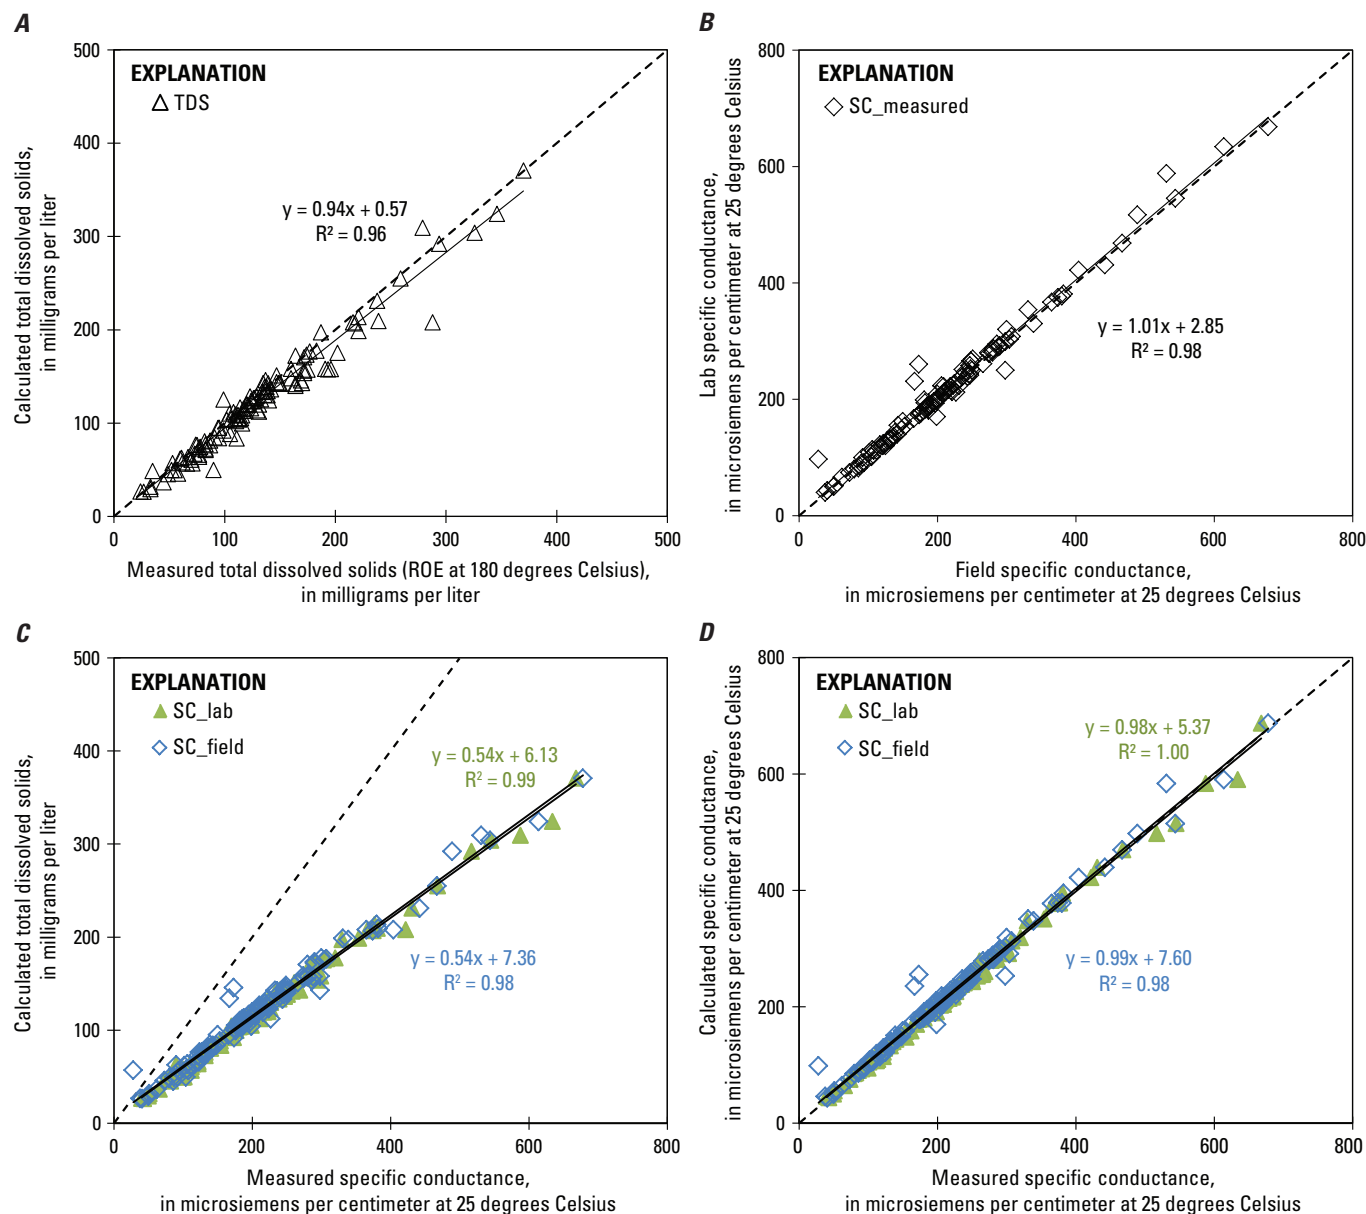 A
500
400
300
200
100
0
0
100
200
300
400
500
EXPLANATION
TDS
y = 0.94x + 0.57
R² = 0.96
Calculated total dissolved solids,
in milligrams per liter
Measured total dissolved solids (ROE at 180 degrees Celsius),
in milligrams per liter
B
800
600
400
200
0
0
200
400
600
800
EXPLANATION
SC_measured
y = 1.01x + 2.85
R² = 0.98
Lab specific conductance,
in microsiemens per centimeter at 25 degrees Celsius
Field specific conductance,
in microsiemens per centimeter at 25 degrees Celsius
C
500
400
300
200
100
0
0
200
400
600
800
EXPLANATION
SC_lab
SC_field
y = 0.54x + 6.13
R² = 0.99
y = 0.54x + 7.36
R² = 0.98
Calculated total dissolved solids,
in milligrams per liter
Measured specific conductance,
in microsiemens per centimeter at 25 degrees Celsius
D
800
600
400
200
0
0
200
400
600
800
EXPLANATION
SC_lab
SC_field
y = 0.98x + 5.37
R² = 1.00
y = 0.99x + 7.60
R² = 0.98
Calculated specific conductance,
in microsiemens per centimeter at 25 degrees Celsius
Measured specific conductance,
in microsiemens per centimeter at 25 degrees Celsius